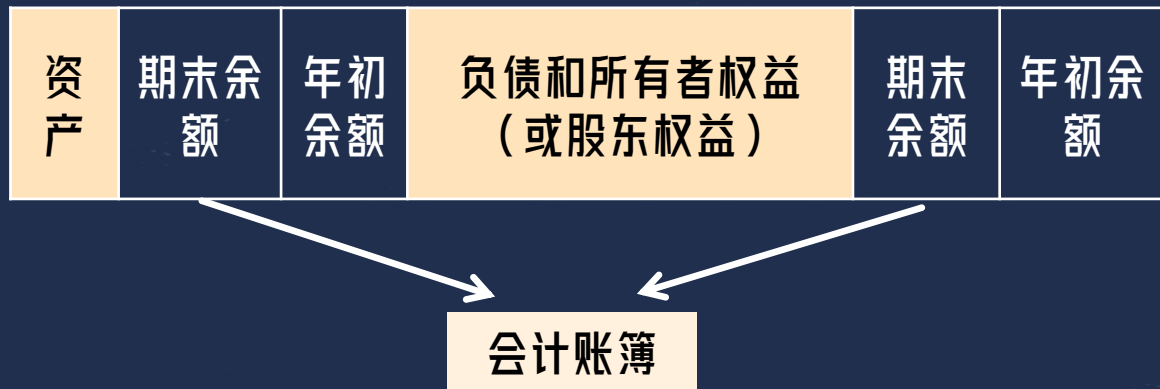 资
产
期末余
额
年初
余额
负债和所有者权益
（或股东权益）
期末
余额
年初余
额
会计账簿